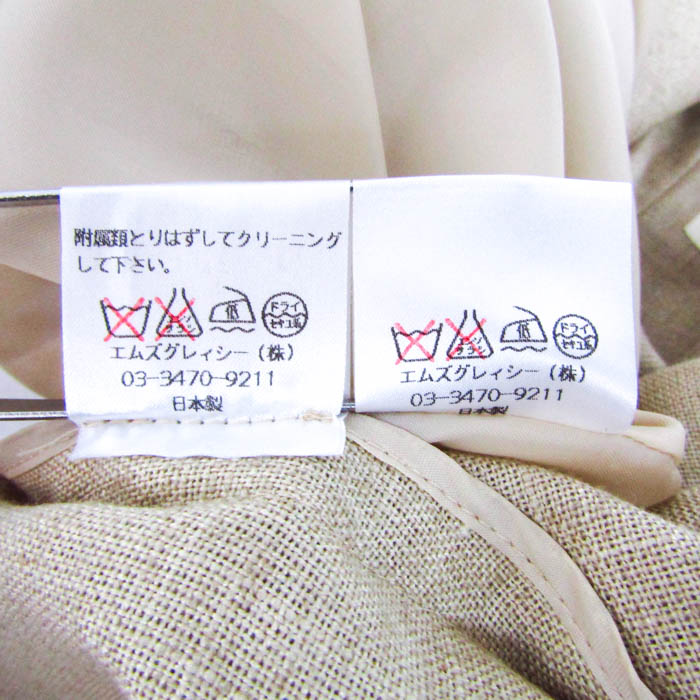 附属類とりはずしてクリーニング
して下さい。
低
ドライ
セキユ系
エムズグレィシー（株）
03-3470-9211
日本製
低
ドライ
セキユ系
エムズグレィシー（株）
03-3470-9211
日本製